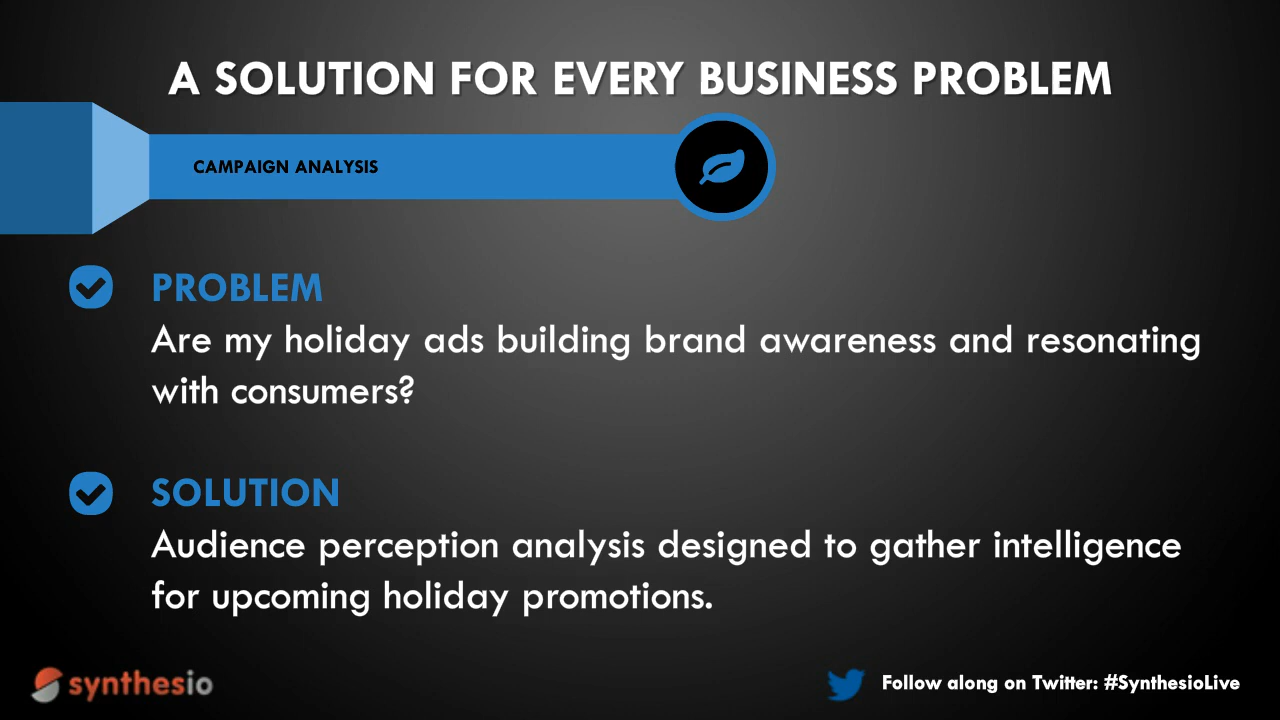 A SOLUTION FOR EVERY BUSINESS PROBLEM
CAMPAIGN ANALYSIS
PROBLEM
Are my holiday ads building brand awareness and resonating
with consumers?
SOLUTION
Audience perception analysis designed to gather intelligence
for upcoming holiday promotions.
synthesio
Follow along on Twitter: #SynthesioLive